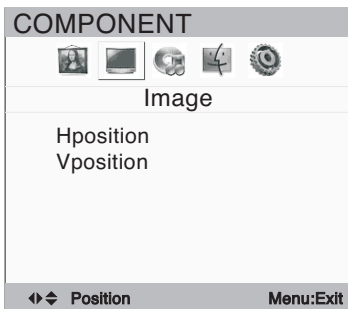 COMPONENT
Image
Hposition
Vposition
Position Menu:Exit